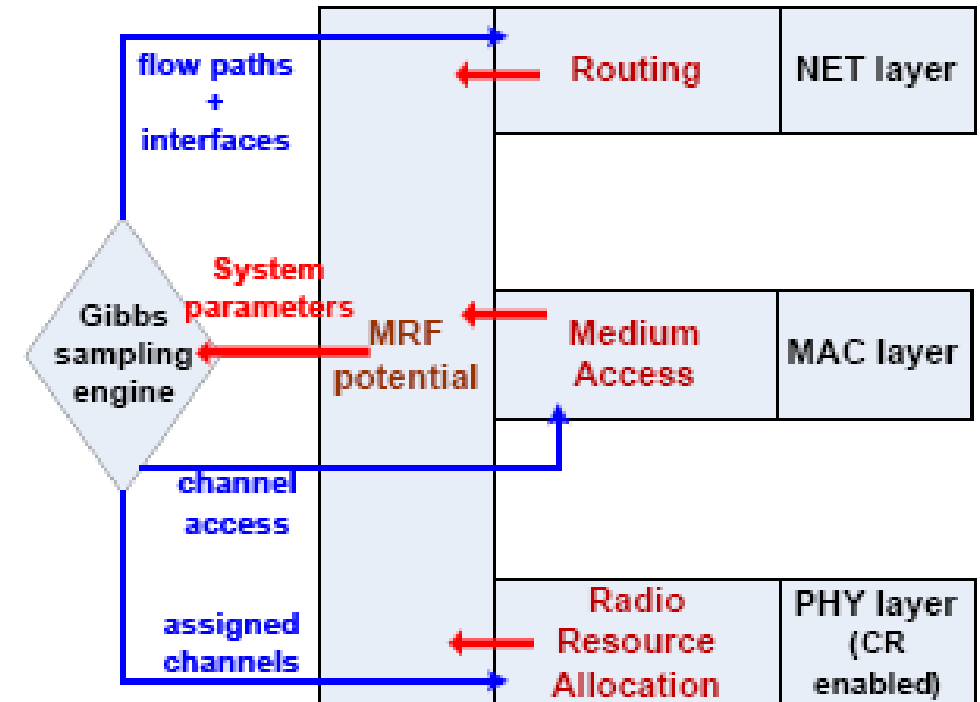 flow paths
+
interfaces
Routing
NET layer
System
parameters
Gibbs
sampling
engine
MRF
potential
Medium
Access
MAC layer
channel
access
assigned
channels
Radio
Resource
Allocation
PHY layer
(CR
enabled)